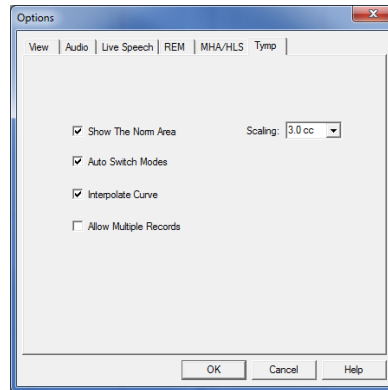 Options
View Audio Live Speech REM MHA/HLS Tymp
Show The Norm Area Scaling: 3.0 cc
Auto Switch Modes
Interpolate Curve
Allow Multiple Records
OK Cancel Help